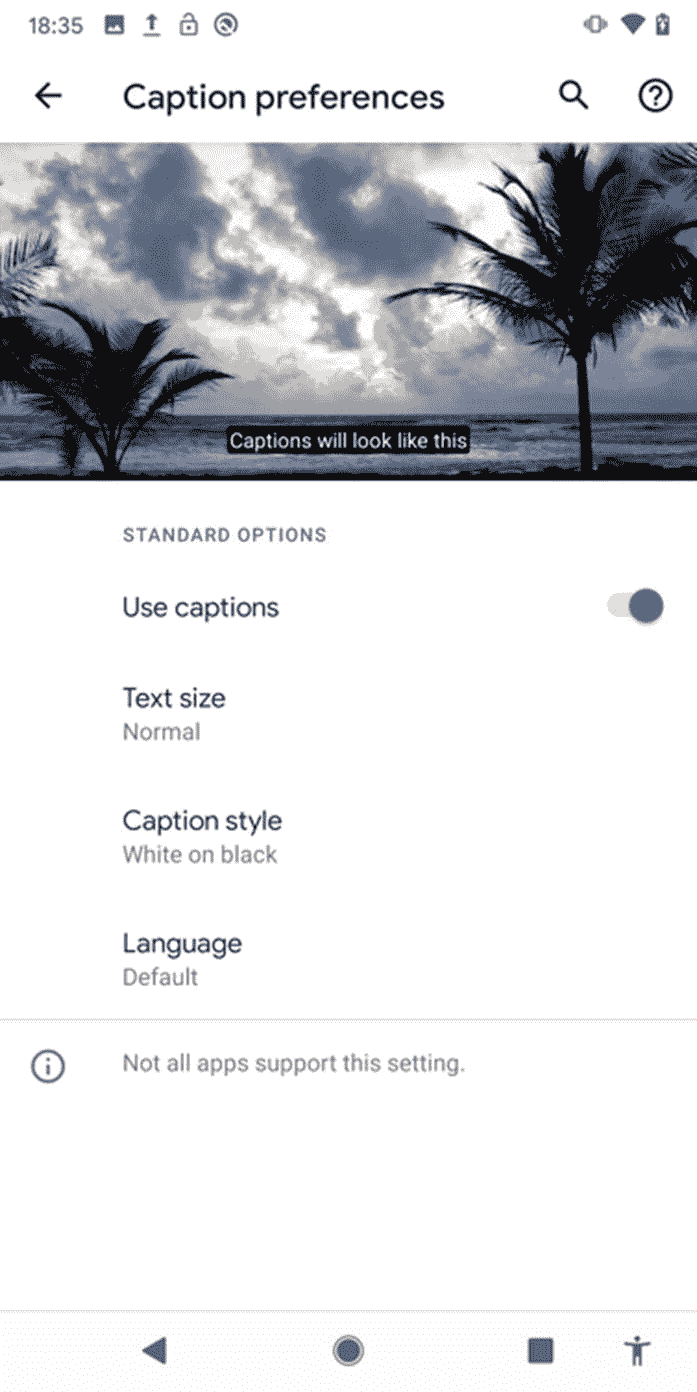 18:35
Caption preferences
Captions will look like this
STANDARD OPTIONS
Use captions
Text size
Normal
Caption style
White on black
Language
Default
Not all apps support this setting.